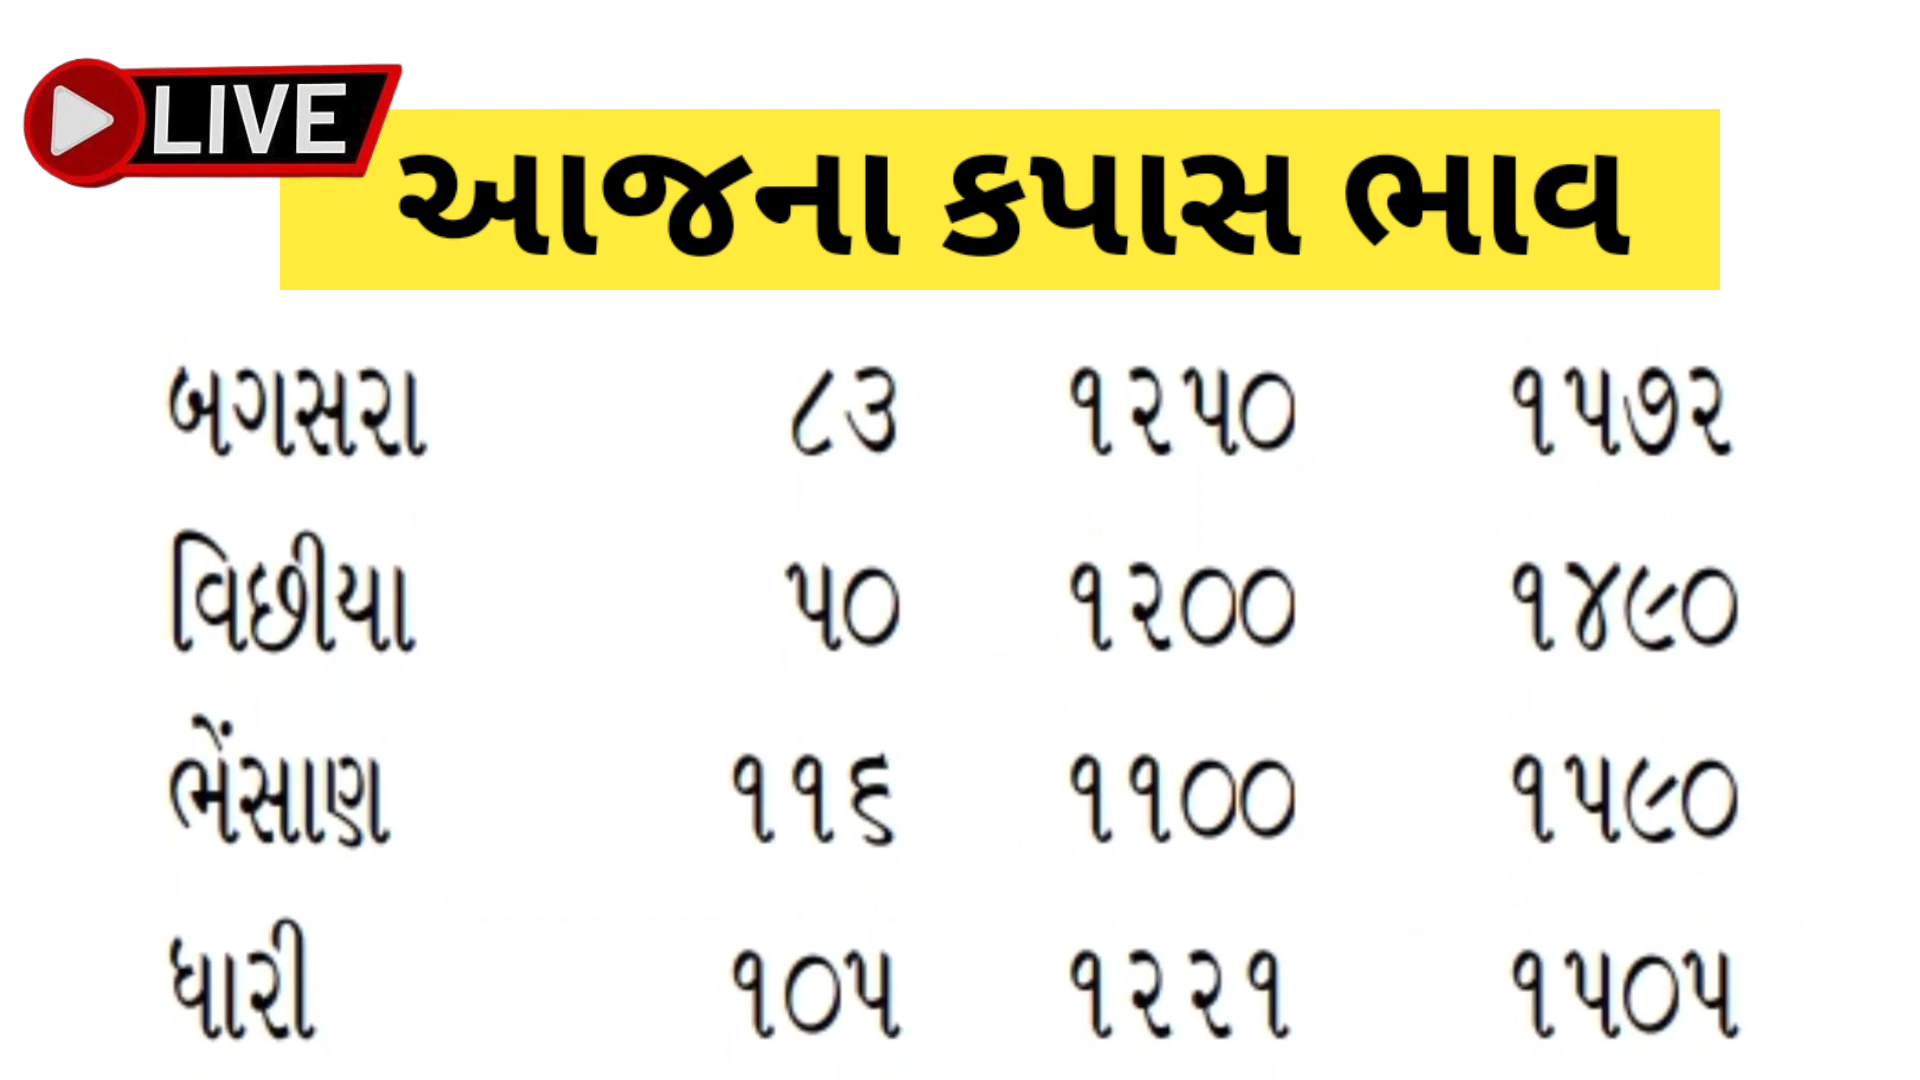 LIVE
આજના કપાસ ભાવ
બગસરા ૮૩ ૧૨૫૦ ૧૫૭૨
વિછીયા ૫૦ ૧૨૦૦ ૧૪૯૦
ભેંસાણ ૧૧૬ ૧૧૦૦ ૧૫૯૦
ધારી ૧૦૫ ૧૨૨૧ ૧૫૦૫